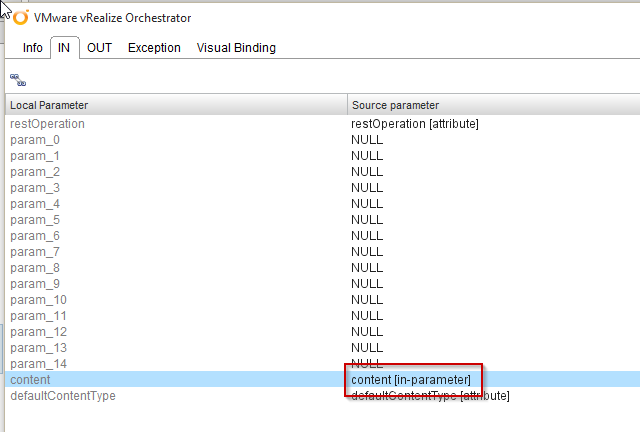 VMware vRealize Orchestrator
Info IN OUT Exception Visual Binding
Local Parameter Source parameter
restOperation restOperation [attribute]
param_0 NULL
param_1 NULL
param_2 NULL
param_3 NULL
param_4 NULL
param_5 NULL
param_6 NULL
param_7 NULL
param_8 NULL
param_9 NULL
param_10 NULL
param_11 NULL
param_12 NULL
param_13 NULL
param_14 NULL
content content [in-parameter]
defaultContentType defaultContentType [attribute]